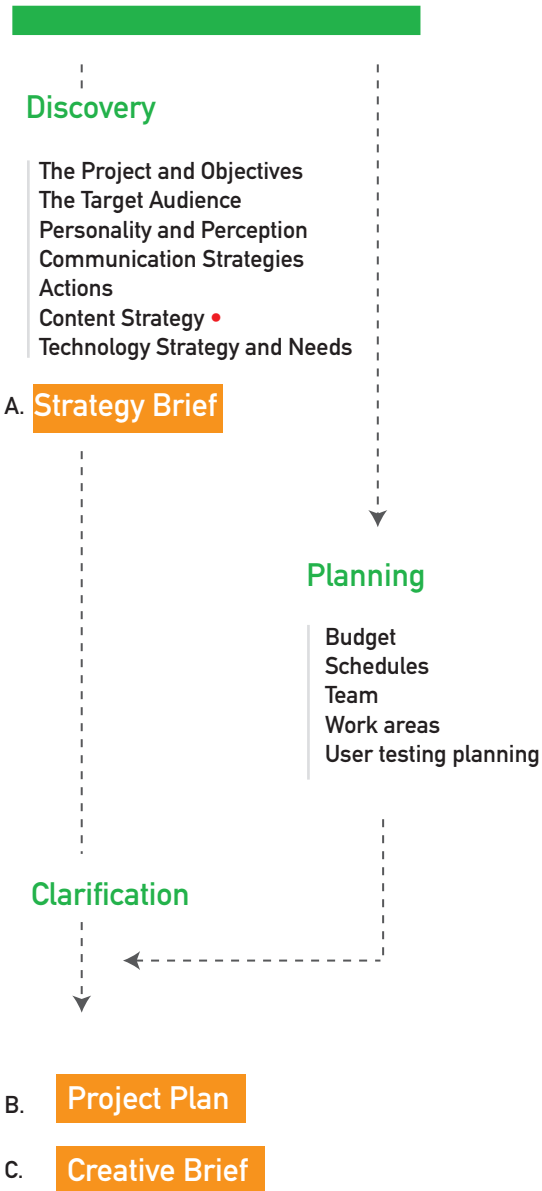 Discovery
The Project and Objectives
The Target Audience
Personality and Perception
Communication Strategies
Actions
Content Strategy •
Technology Strategy and Needs
A. Strategy Brief
Planning
Budget
Schedules
Team
Work areas
User testing planning
Clarification
B. Project Plan
C. Creative Brief